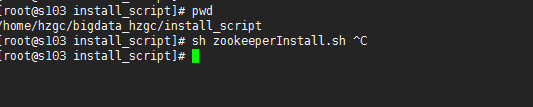 [root@s103 install_script]# pwd
/home/hzgc/bigdata_hzgc/install_script
[root@s103 install_script]# sh zookeeperInstall.sh ^C
[root@s103 install_script]#